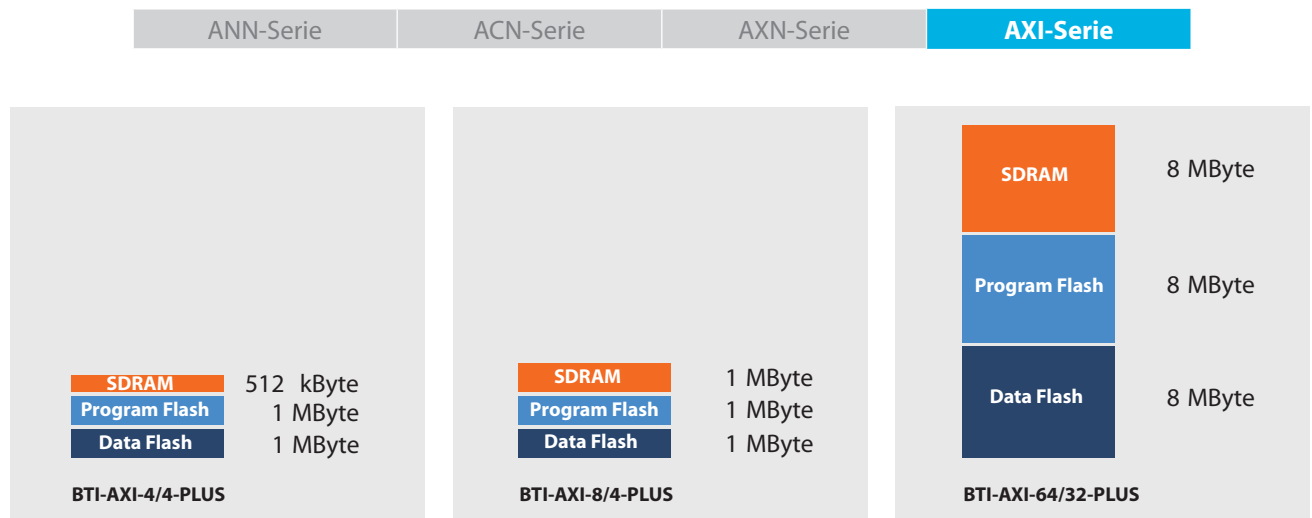 ANN-Serie ACN-Serie AXN-Serie AXI-Serie
SDRAM 512 kByte
Program Flash 1 MByte
Data Flash 1 MByte
BTI-AXI-4/4-PLUS
SDRAM 1 MByte
Program Flash 1 MByte
Data Flash 1 MByte
BTI-AXI-8/4-PLUS
SDRAM 8 MByte
Program Flash 8 MByte
Data Flash 8 MByte
BTI-AXI-64/32-PLUS